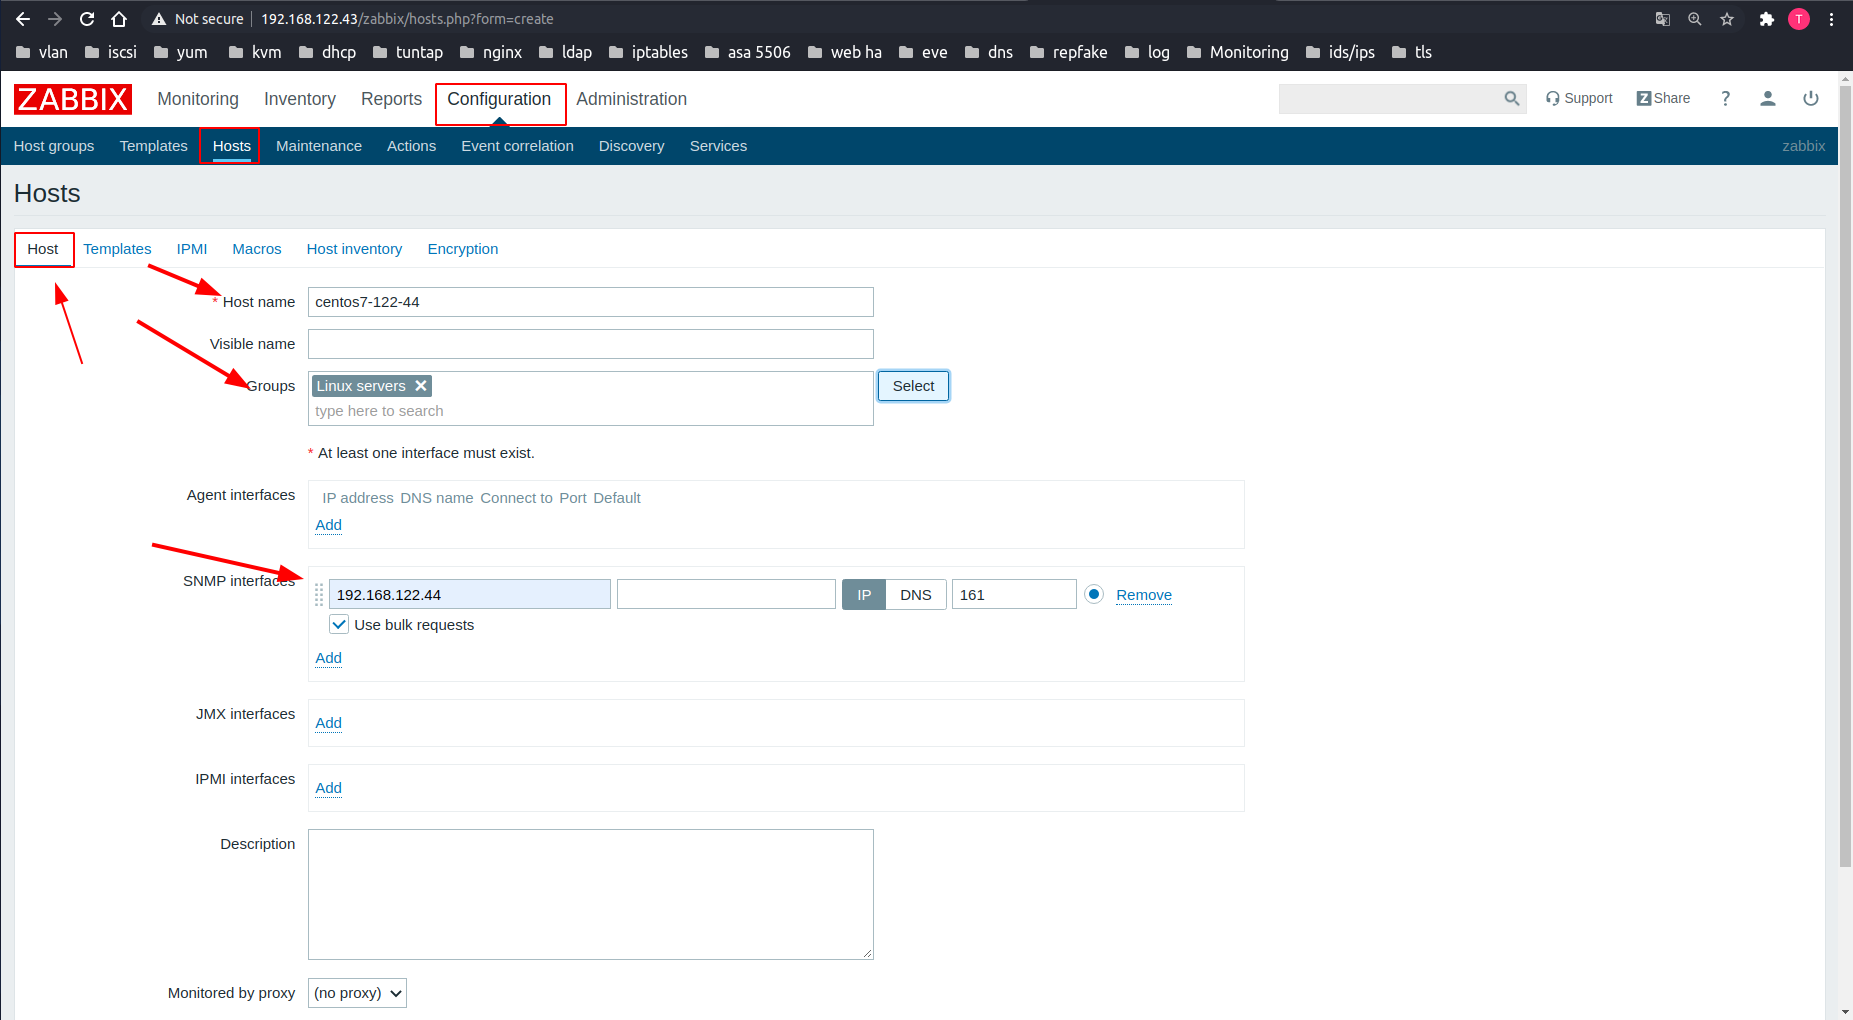 Not secure 192.168.122.43/zabbix/hosts.php?form=create T
vlan iscsi yum kvm dhcp tuntap nginx ldap iptables asa 5506 web ha eve dns repfake log Monitoring ids/ips tls
ZABBIX Monitoring Inventory Reports Configuration Administration Support Z Share ?
Host groups Templates Hosts Maintenance Actions Event correlation Discovery Services zabbix
Hosts
Host Templates IPMI Macros Host inventory Encryption
* Host name centos7-122-44
Visible name
Groups Linux servers Select
type here to search
* At least one interface must exist.
Agent interfaces IP address DNS name Connect to Port Default
Add
SNMP interfaces 192.168.122.44 IP DNS 161 Remove
Use bulk requests
Add
JMX interfaces Add
IPMI interfaces Add
Description
Monitored by proxy (no proxy)